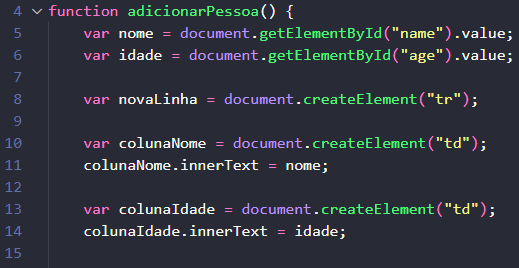 4 function adicionarPessoa() {
5 var nome = document.getElementById("name").value;
6 var idade = document.getElementById("age").value;
7
8 var novaLinha = document.createElement("tr");
9
10 var colunaNome = document.createElement("td");
11 colunaNome.innerText = nome;
12
13 var colunaIdade = document.createElement("td");
14 colunaIdade.innerText = idade;
15